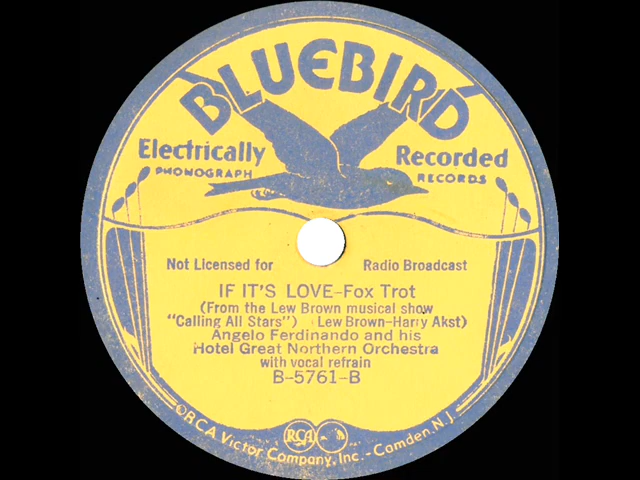 BLUEBIRD
Electrically Recorded
PHONOGRAPH RECORDS
Not Licensed for Radio Broadcast
IF IT'S LOVE-Fox Trot
(From the Lew Brown musical show
"Calling All Stars") Lew Brown-Harry Akst)
Angelo Ferdinando and his
Hotel Great Northern Orchestra
with vocal refrain
B-5761-B
RCA
©RCA Victor Company, Inc.-Camden, N.J.